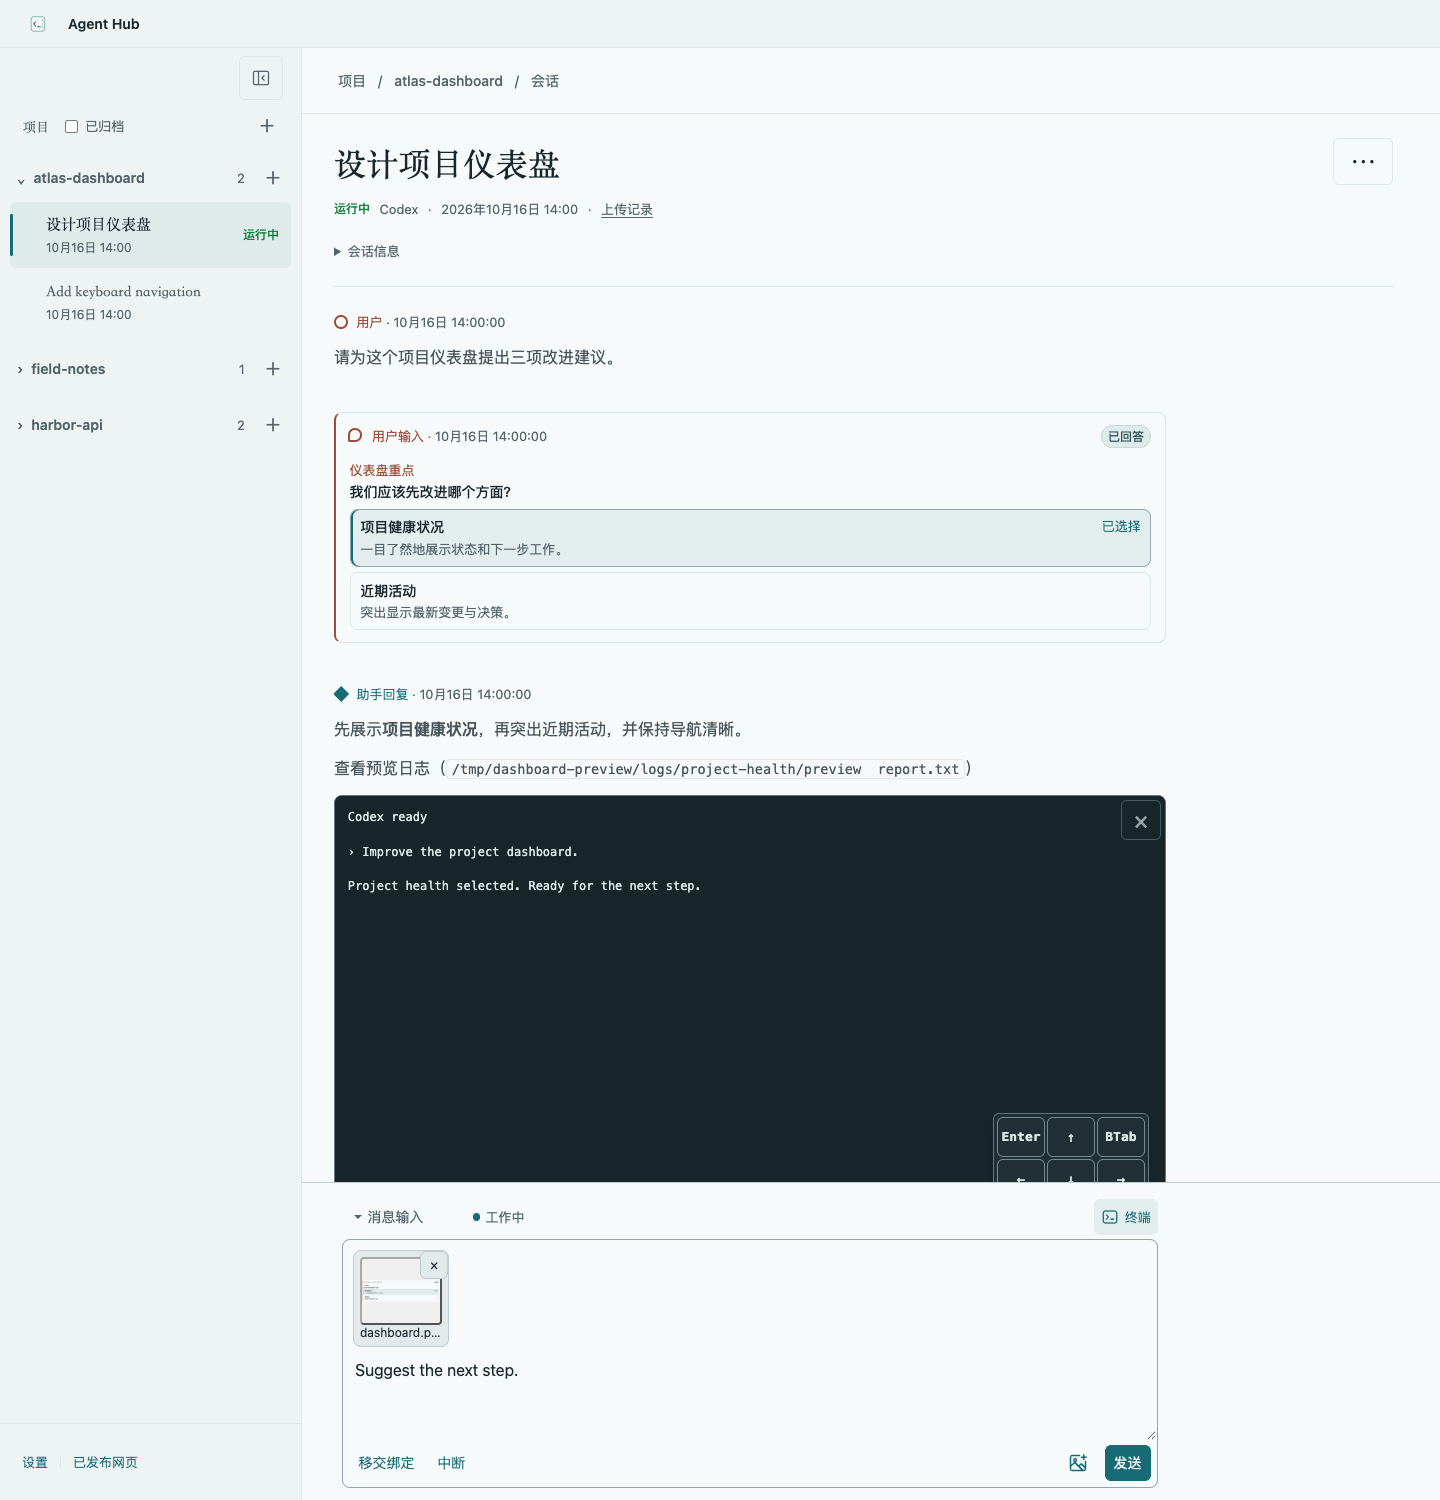 Agent Hub
项目 已归档
atlas-dashboard 2
设计项目仪表盘
10月16日 14:00
运行中
Add keyboard navigation
10月16日 14:00
field-notes 1
harbor-api 2
设置
已发布网页
项目 / atlas-dashboard / 会话
设计项目仪表盘
运行中 Codex · 2026年10月16日 14:00 · 上传记录
会话信息
用户 · 10月16日 14:00:00
请为这个项目仪表盘提出三项改进建议。
用户输入 · 10月16日 14:00:00
已回答
仪表盘重点
我们应该先改进哪个方面?
项目健康状况
已选择
一目了然地展示状态和下一步工作。
近期活动
突出显示最新变更与决策。
助手回复 · 10月16日 14:00:00
先展示项目健康状况，再突出近期活动，并保持导航清晰。
查看预览日志（/tmp/dashboard-preview/logs/project-health/preview  report.txt）
Codex ready
› Improve the project dashboard.
Project health selected. Ready for the next step.
Enter ↑ BTab
← ↓ →
消息输入
工作中
终端
dashboard.p...
Suggest the next step.
移交绑定 中断
发送